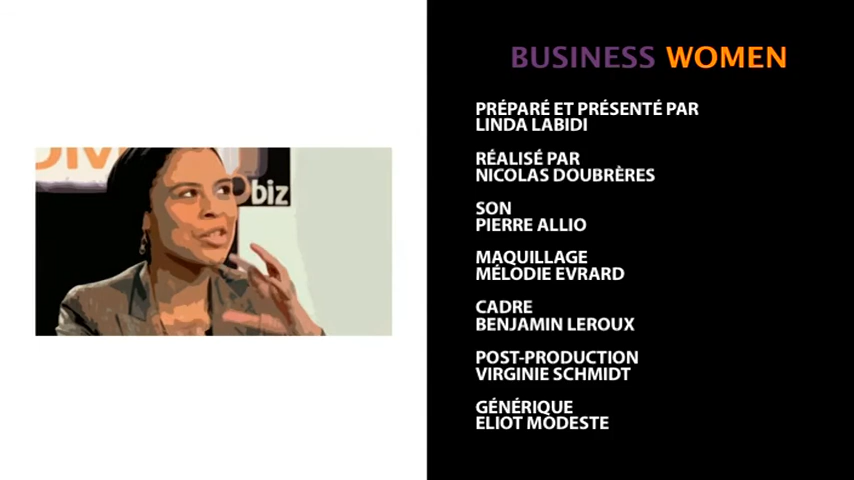 biz
BUSINESS WOMEN
PRÉPARÉ ET PRÉSENTÉ PAR
LINDA LABIDI
RÉALISÉ PAR
NICOLAS DOUBRÈRES
SON
PIERRE ALLIO
MAQUILLAGE
MÉLODIE EVRARD
CADRE
BENJAMIN LEROUX
POST-PRODUCTION
VIRGINIE SCHMIDT
GÉNÉRIQUE
ELIOT MODESTE